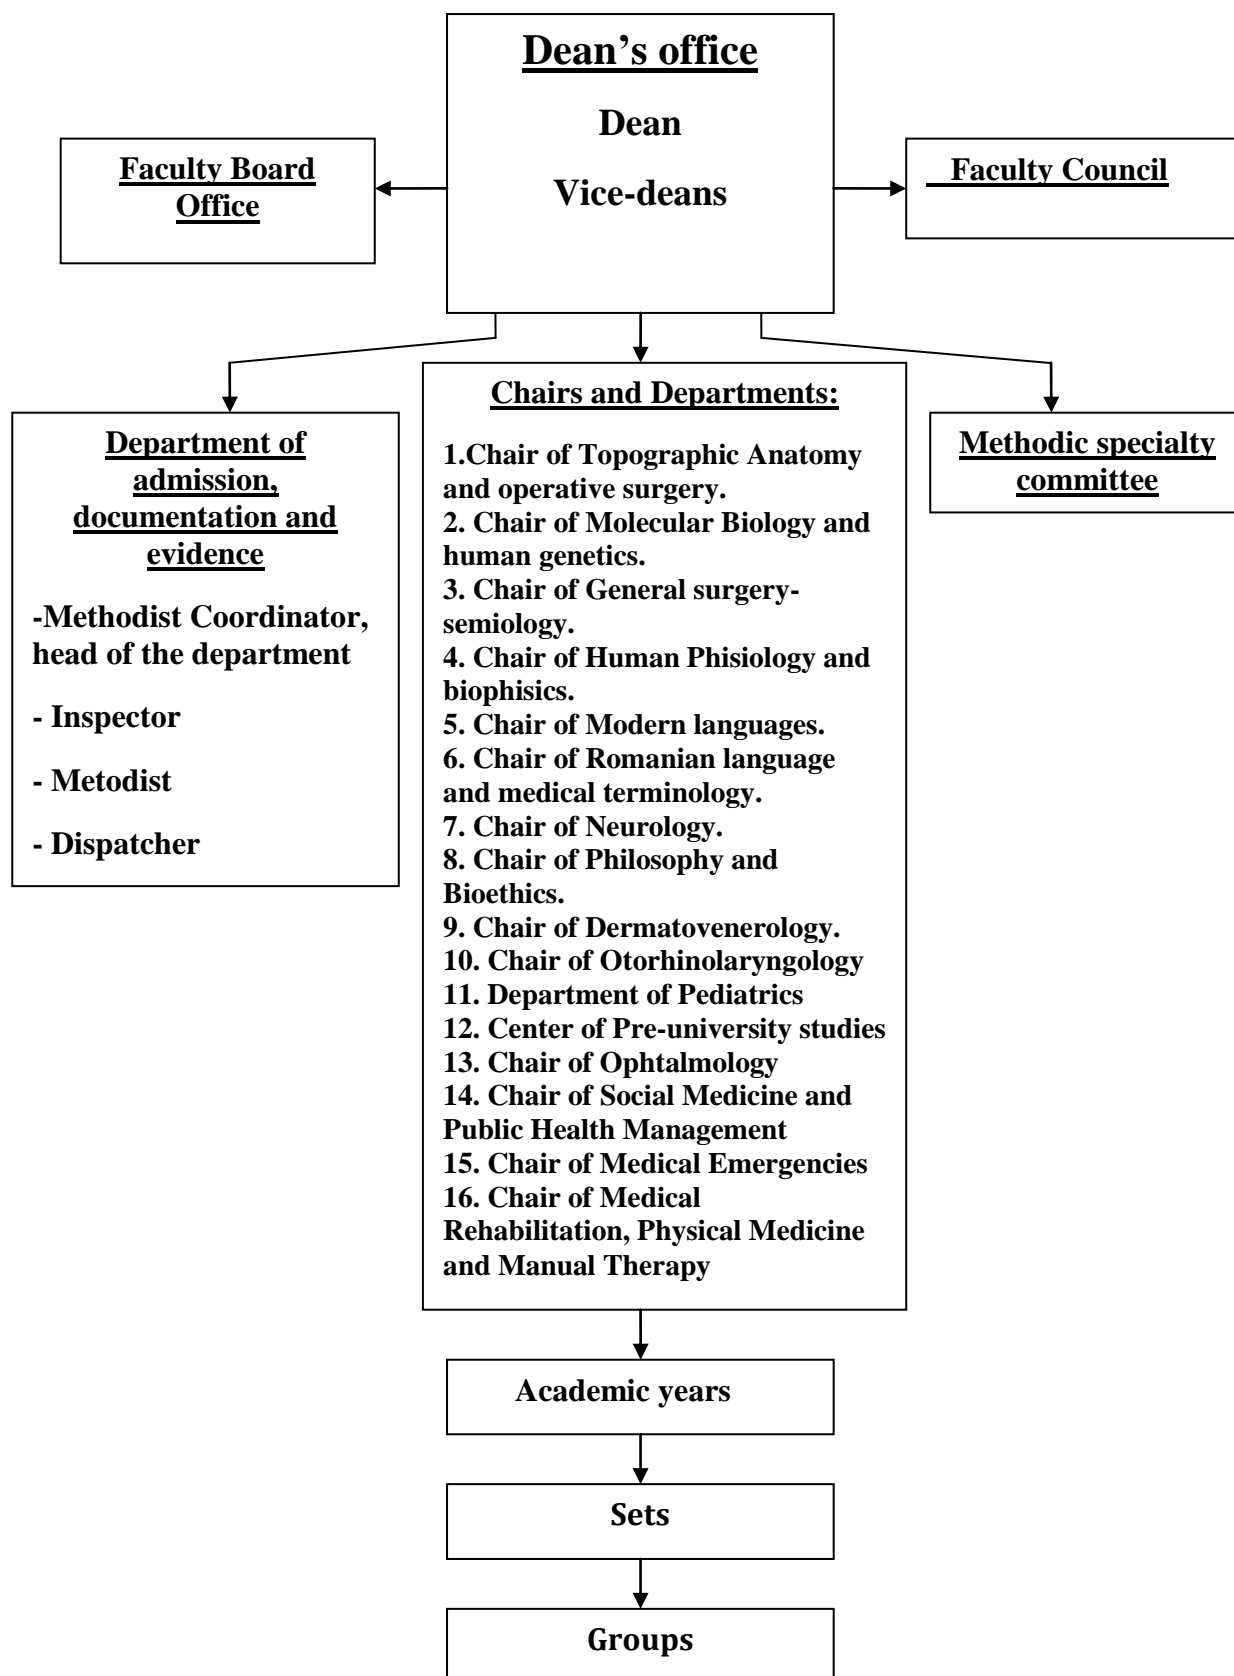 Dean’s office
Dean
Vice-deans
Faculty Board
Office
Faculty Council
Department of
admission,
documentation and
evidence
-Methodist Coordinator,
head of the department
- Inspector
- Metodist
- Dispatcher
Chairs and Departments:
1.Chair of Topographic Anatomy
and operative surgery.
2. Chair of Molecular Biology and
human genetics.
3. Chair of General surgery-
semiology.
4. Chair of Human Phisiology and
biophisics.
5. Chair of Modern languages.
6. Chair of Romanian language
and medical terminology.
7. Chair of Neurology.
8. Chair of Philosophy and
Bioethics.
9. Chair of Dermatovenerology.
10. Chair of Otorhinolaryngology
11. Department of Pediatrics
12. Center of Pre-university studies
13. Chair of Ophtalmology
14. Chair of Social Medicine and
Public Health Management
15. Chair of Medical Emergencies
16. Chair of Medical
Rehabilitation, Physical Medicine
and Manual Therapy
Methodic specialty
committee
Academic years
Sets
Groups